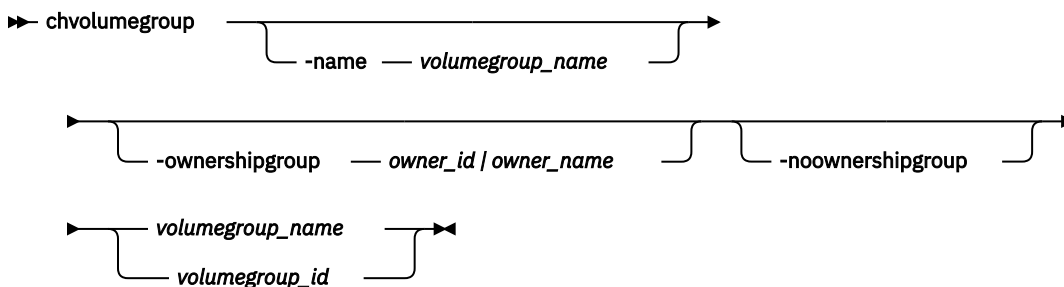 chvolumegroup
-name volumegroup_name
-ownershipgroup owner_id | owner_name -noownershipgroup
volumegroup_name
volumegroup_id